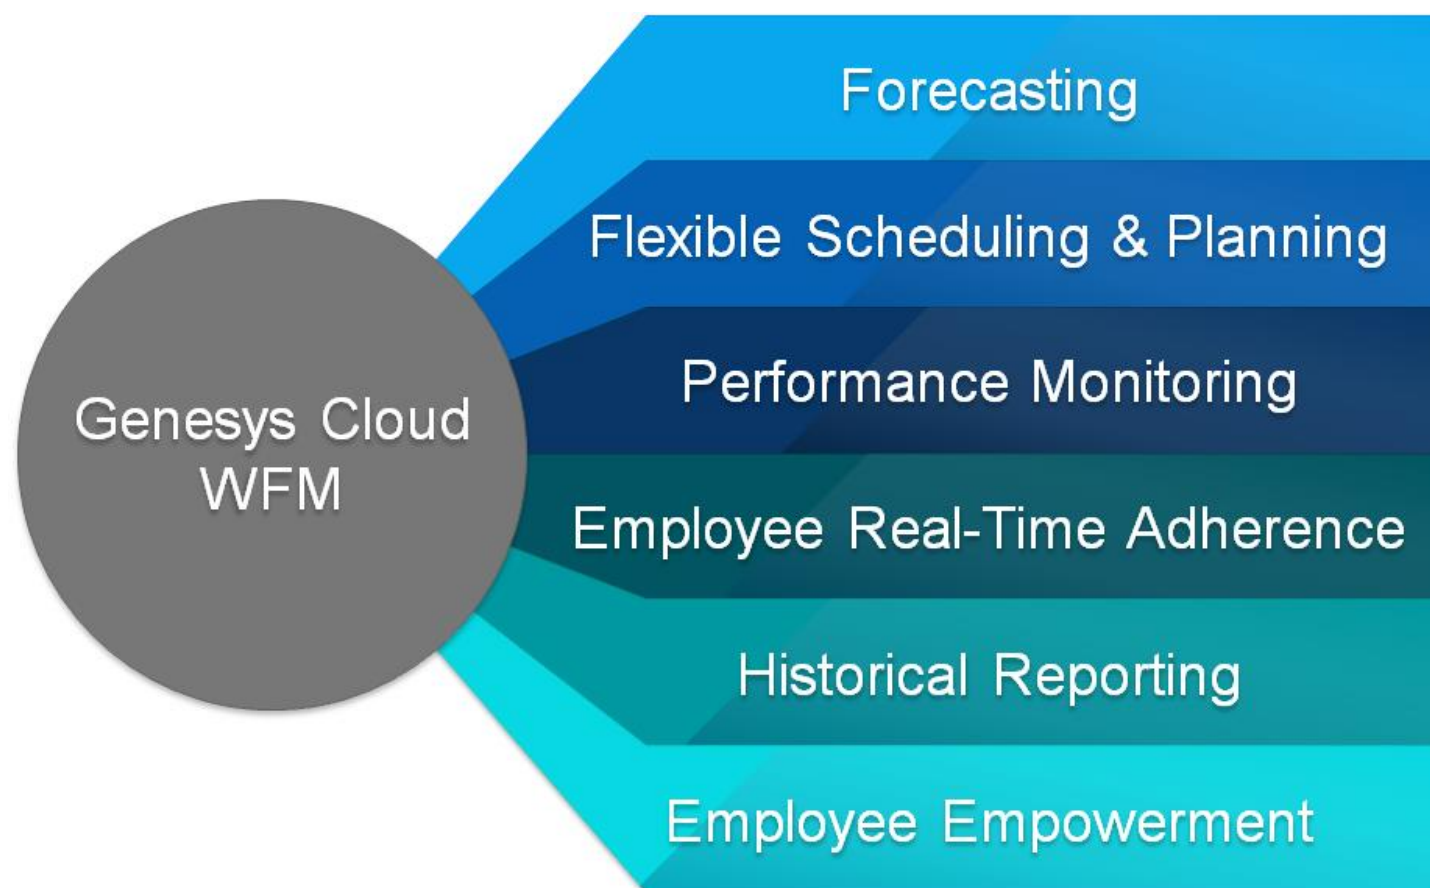 Genesys Cloud
WFM
Forecasting
Flexible Scheduling & Planning
Performance Monitoring
Employee Real-Time Adherence
Historical Reporting
Employee Empowerment